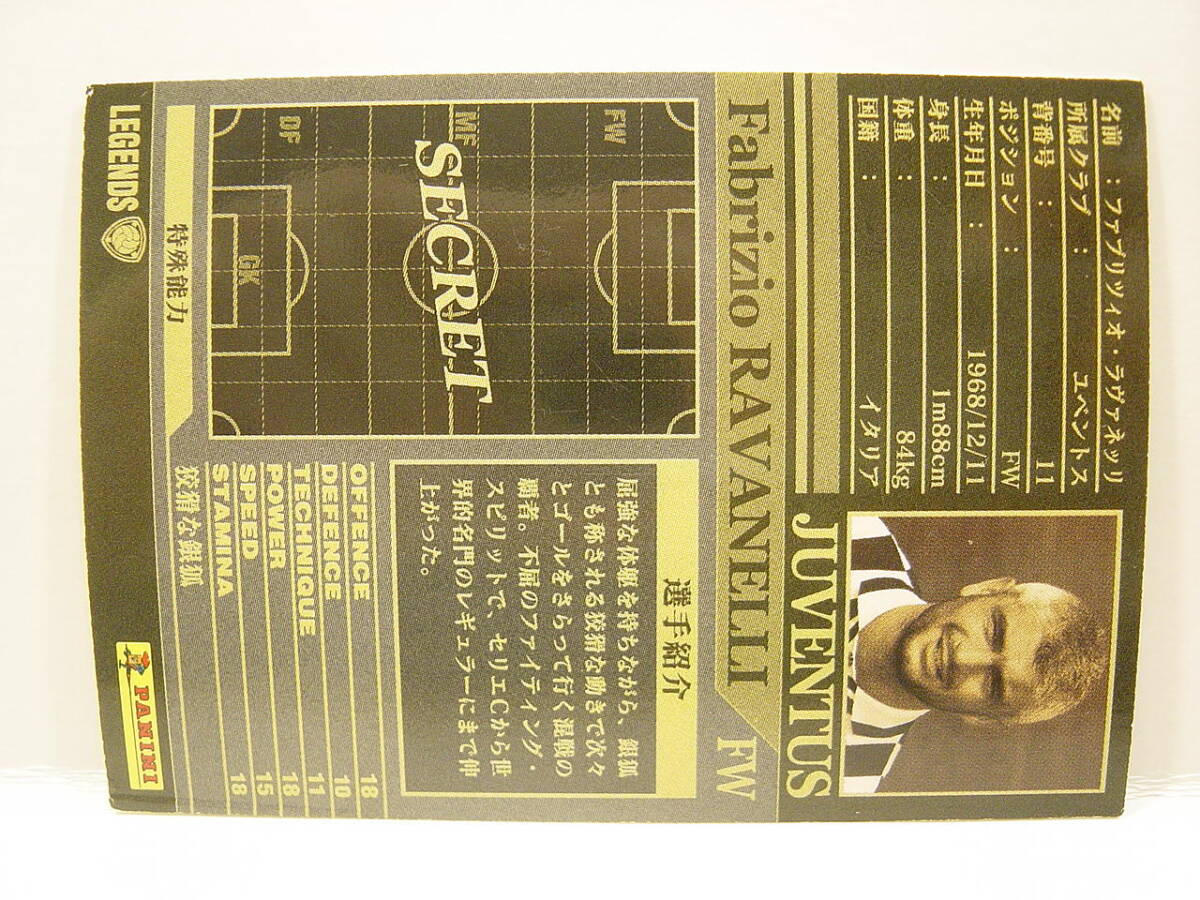 名前 : ファブリツィオ・ラヴァネッリ
所属クラブ : ユベントス
背番号 : 11
ポジション : FW
生年月日 : 1968/12/11
身長 : 1m88cm
体重 : 84kg
国籍 : イタリア
JUVENTUS
Fabrizio RAVANELLI FW
FW
MF
SECRET
DF
GK
選手紹介
屈強な体躯を持ちながら、銀狐
とも称される狡猾な動きで次々
とゴールをさらって行く混戦の
覇者。不屈のファイティング・
スピリットで、セリエCから世
界的名門のレギュラーにまで伸
上がった。
OFFENCE 18
DEFENCE 10
TECHNIQUE 11
POWER 18
SPEED 15
STAMINA 18
特殊能力
狡猾な銀狐
LEGENDS
PANINI